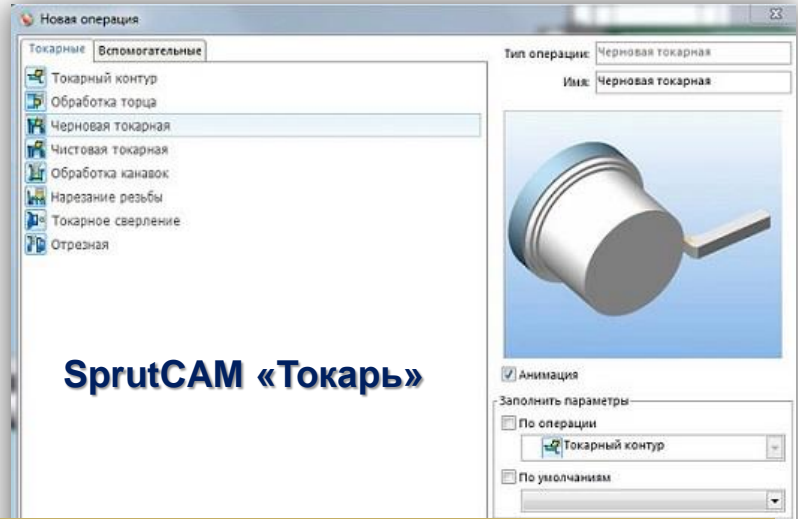 Новая операция
Токарные Вспомогательные
Токарный контур
Обработка торца
Черновая токарная
Чистовая токарная
Обработка канавок
Нарезание резьбы
Токарное сверление
Отрезная
SprutCAM «Токарь»
Тип операции: Черновая токарная
Имя: Черновая токарная
Анимация
Заполнить параметры
По операции
Токарный контур
По умолчаниям